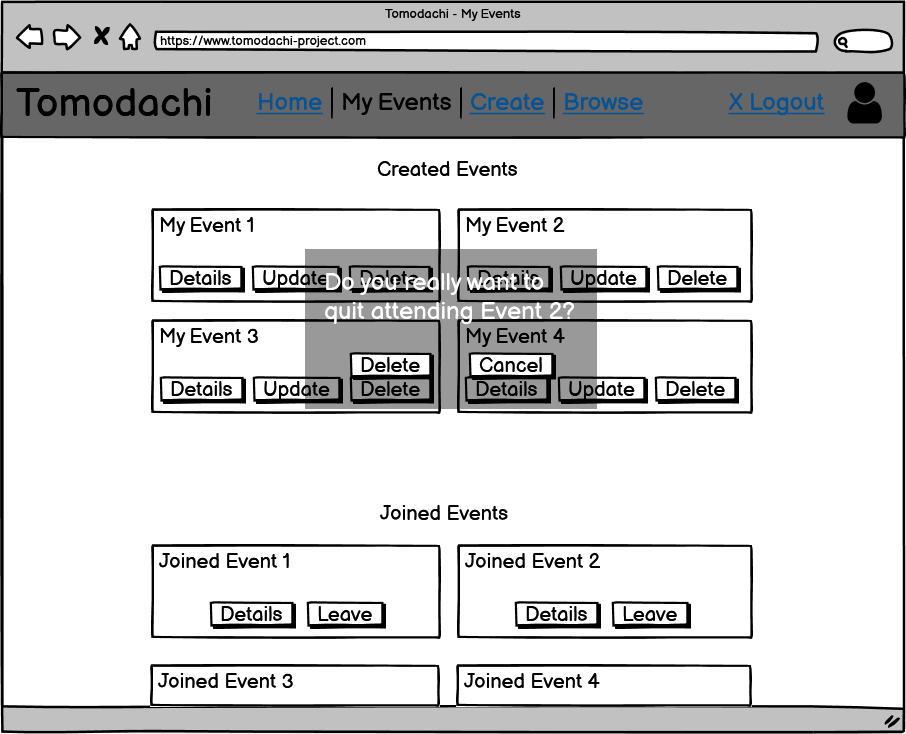 Tomodachi - My Events
https://www.tomodachi-project.com
Tomodachi Home | My Events | Create | Browse X Logout
Created Events
My Event 1
My Event 2
Details Update Delete
Details Update Delete
Do you really want to
quit attending Event 2?
My Event 3
My Event 4
Delete Cancel
Details Update Delete
Details Update Delete
Joined Events
Joined Event 1
Joined Event 2
Details Leave
Details Leave
Joined Event 3
Joined Event 4